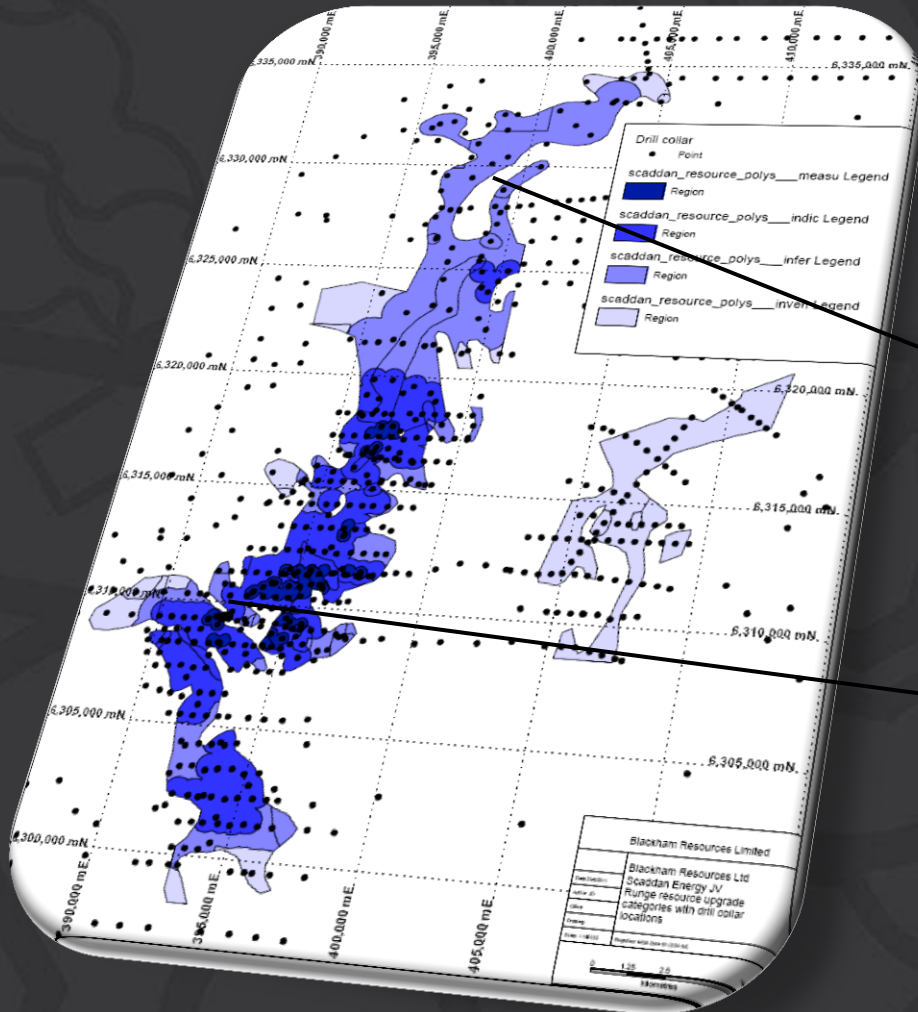 390,000 mE
395,000 mE
400,000 mE
405,000 mE
410,000 mE
6,335,000 mN
6,335,000 mN
Drill collar
Point
scaddan_resource_polys___measu Legend
Region
scaddan_resource_polys___indic Legend
Region
scaddan_resource_polys___infer Legend
Region
scaddan_resource_polys___inven Legend
Region
6,330,000 mN
6,325,000 mN
6,320,000 mN
6,320,000 mN
6,315,000 mN
6,315,000 mN
6,310,000 mN
6,310,000 mN
6,305,000 mN
6,305,000 mN
6,300,000 mN
390,000 mE
395,000 mE
400,000 mE
405,000 mE
Blackham Resources Limited
Blackham Resources Ltd
Scaddan Energy JV
Runge resource upgrade
categories with drill collar
locations
0 1.25 2.5
kilometres